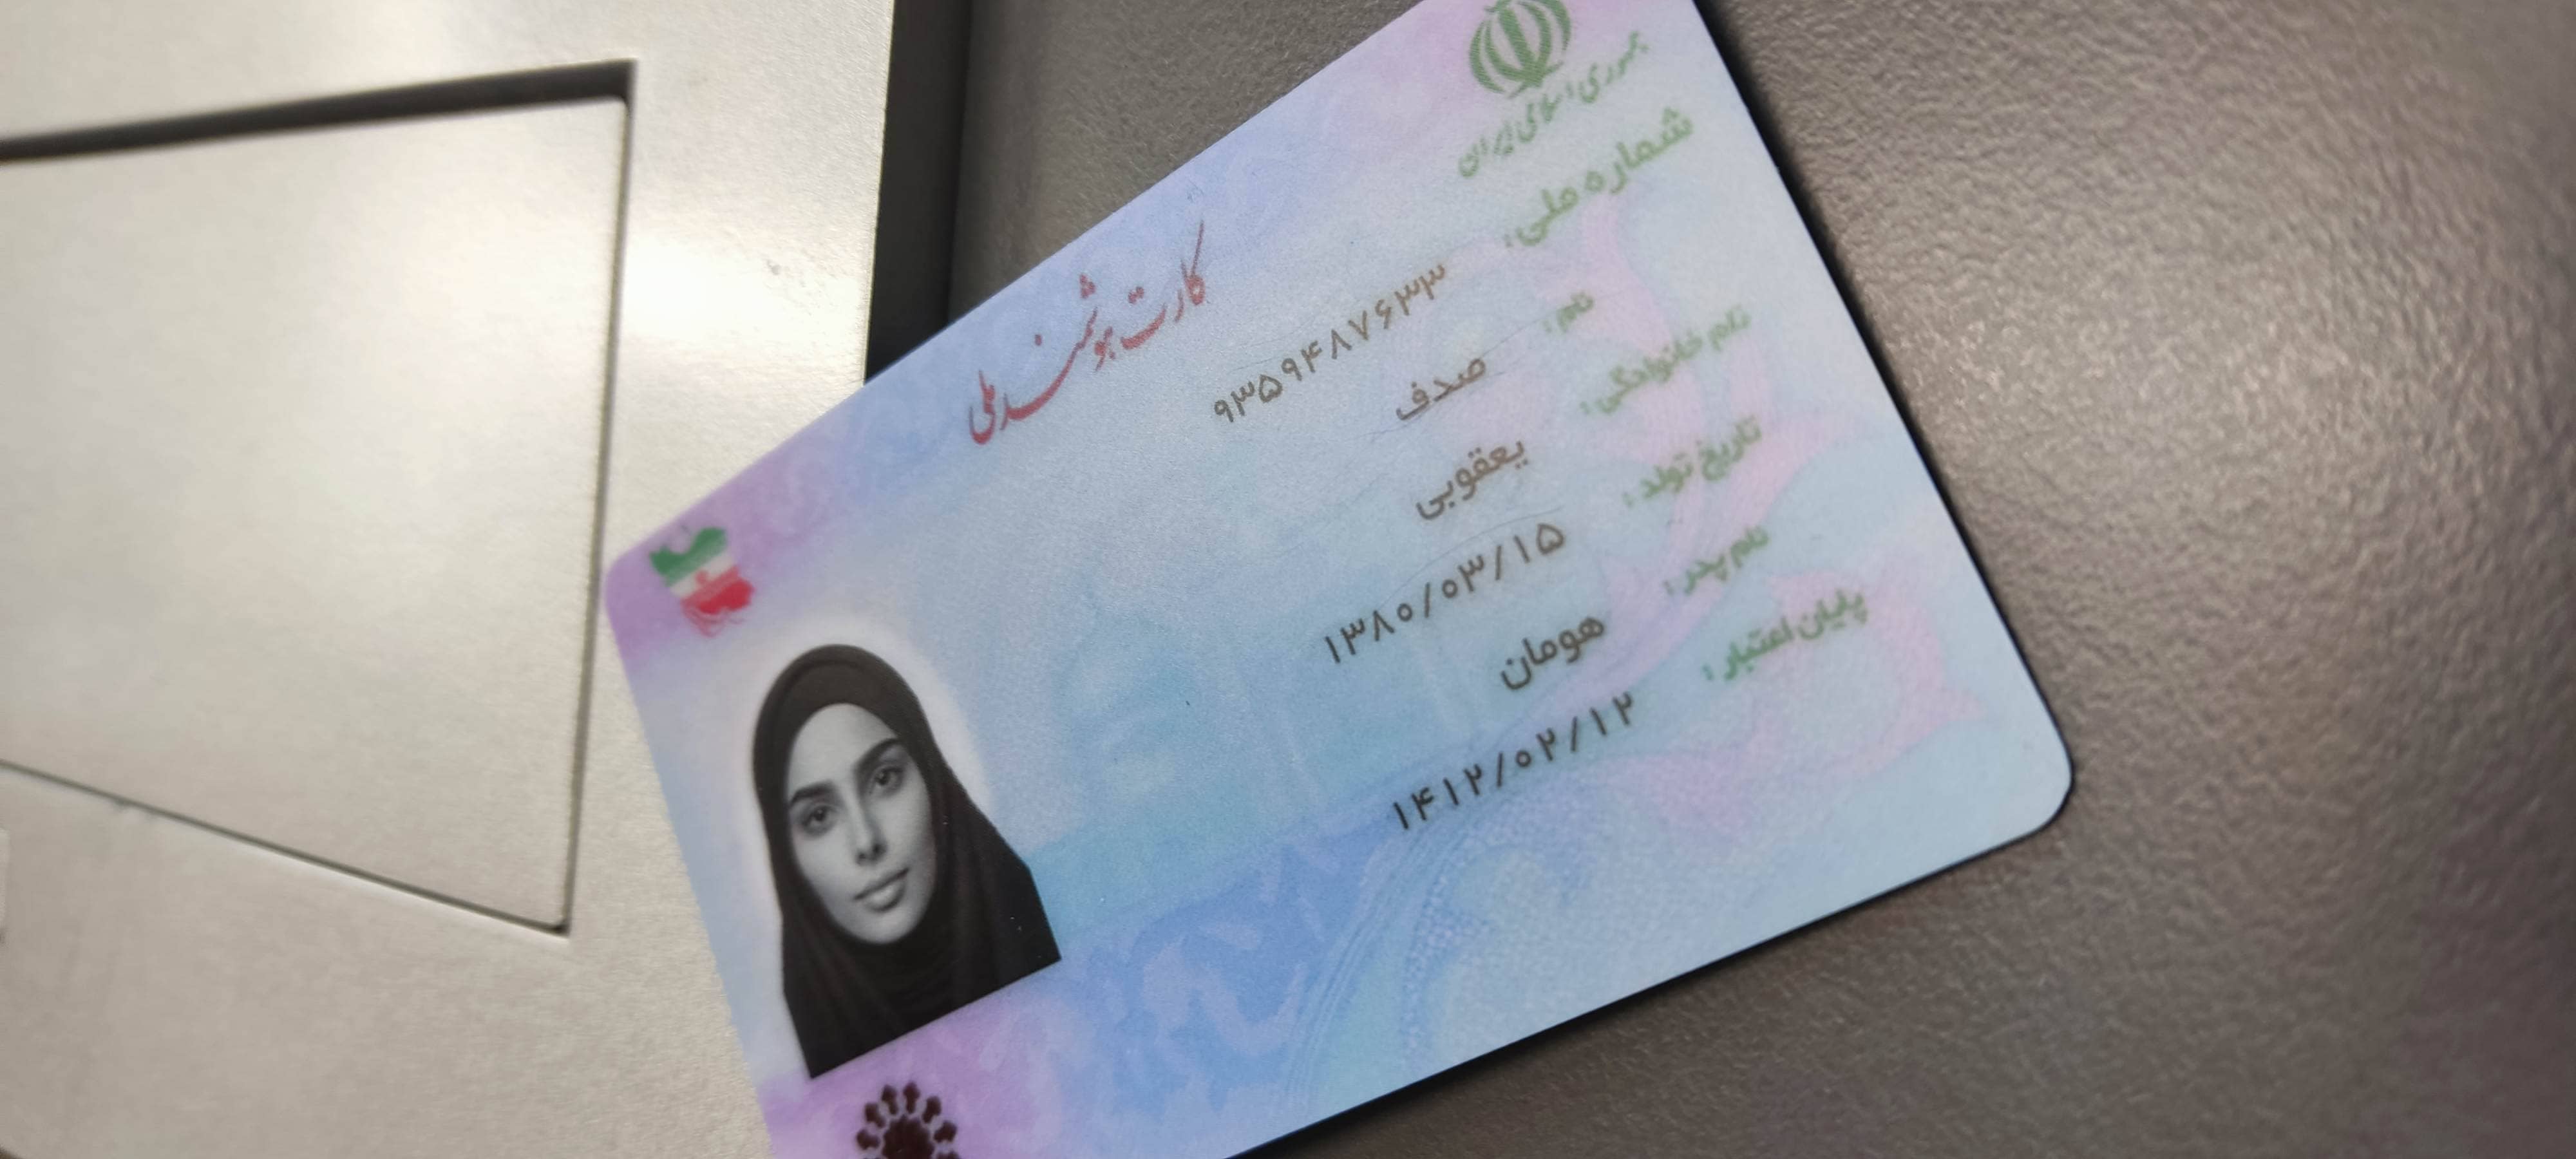 جمهوری اسلامی ایران
کارت هوشمند ملی
شماره ملی: ۹۳۵۹۴۸۷۶۳۳
نام: صدف
نام خانوادگی: یعقوبی
تاریخ تولد: ۱۳۸۰/۰۳/۱۵
نام پدر: هومان
پایان اعتبار: ۱۴۱۲/۰۲/۱۲